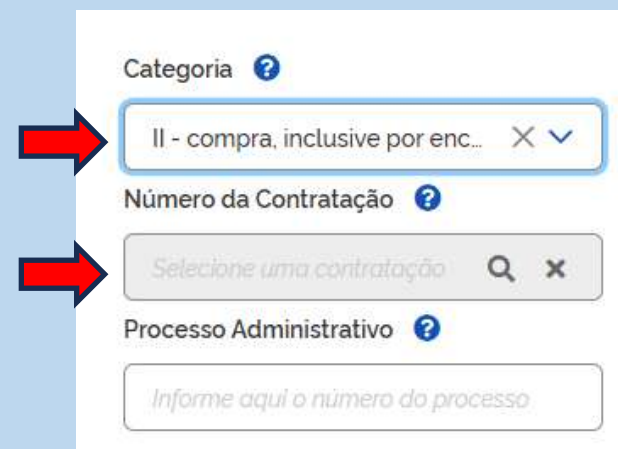 Categoria ?
II - compra, inclusive por enc...
Número da Contratação ?
Selecione uma contratação
Processo Administrativo ?
Informe aqui o número do processo